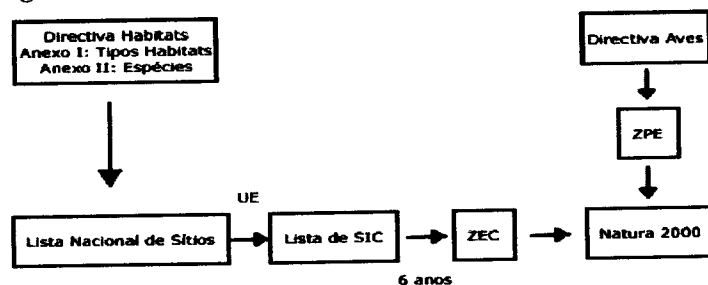 Directiva Habitats
Anexo I: Tipos Habitats
Anexo II: Espécies
Directiva Aves
ZPE
UE
Lista Nacional de Sítios
Lista de SIC
ZEC
Natura 2000
6 anos